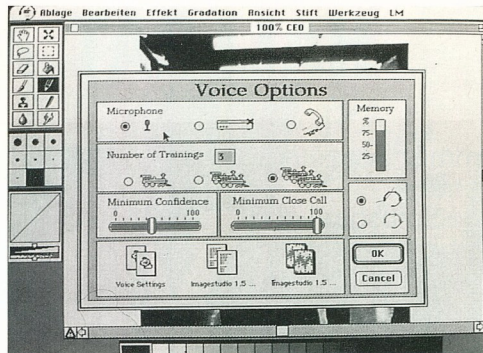 Ablage Bearbeiten Effekt Gradation Ansicht Stift Werkzeug LM
100% CEO
Voice Options
Microphone
Memory
%
75-
50-
25-
Number of Trainings 3
Minimum Confidence
0 100
Minimum Close Call
0 100
Voice Settings
Imagestudio 1.5 ...
Imagestudio 1.5 ...
OK
Cancel